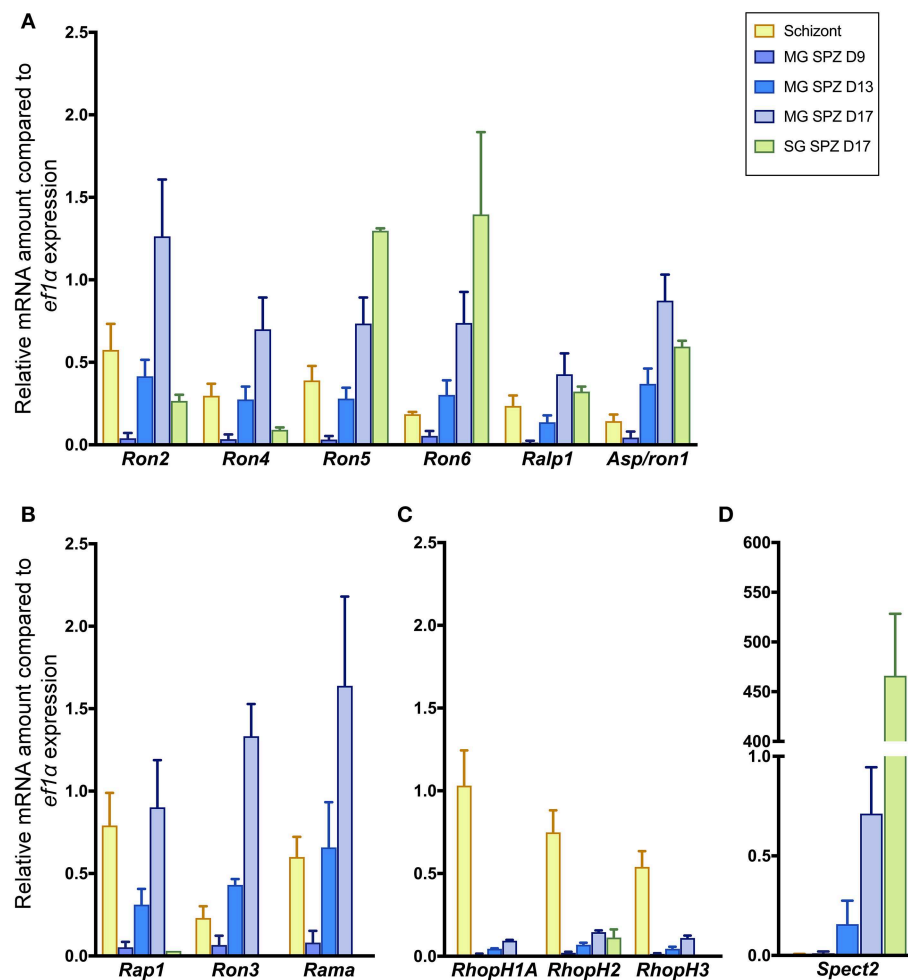 A
Relative mRNA amount compared to
ef1α expression
2.5
2.0
1.5
1.0
0.5
0.0
Ron2 Ron4 Ron5 Ron6 Ralp1 Asp/ron1
Schizont
MG SPZ D9
MG SPZ D13
MG SPZ D17
SG SPZ D17
B
Relative mRNA amount compared to
ef1α expression
2.5
2.0
1.5
1.0
0.5
0.0
Rap1 Ron3 Rama
C
2.5
2.0
1.5
1.0
0.5
0.0
RhopH1A RhopH2 RhopH3
D
600
550
500
450
400
1.0
0.5
0.0
Spect2